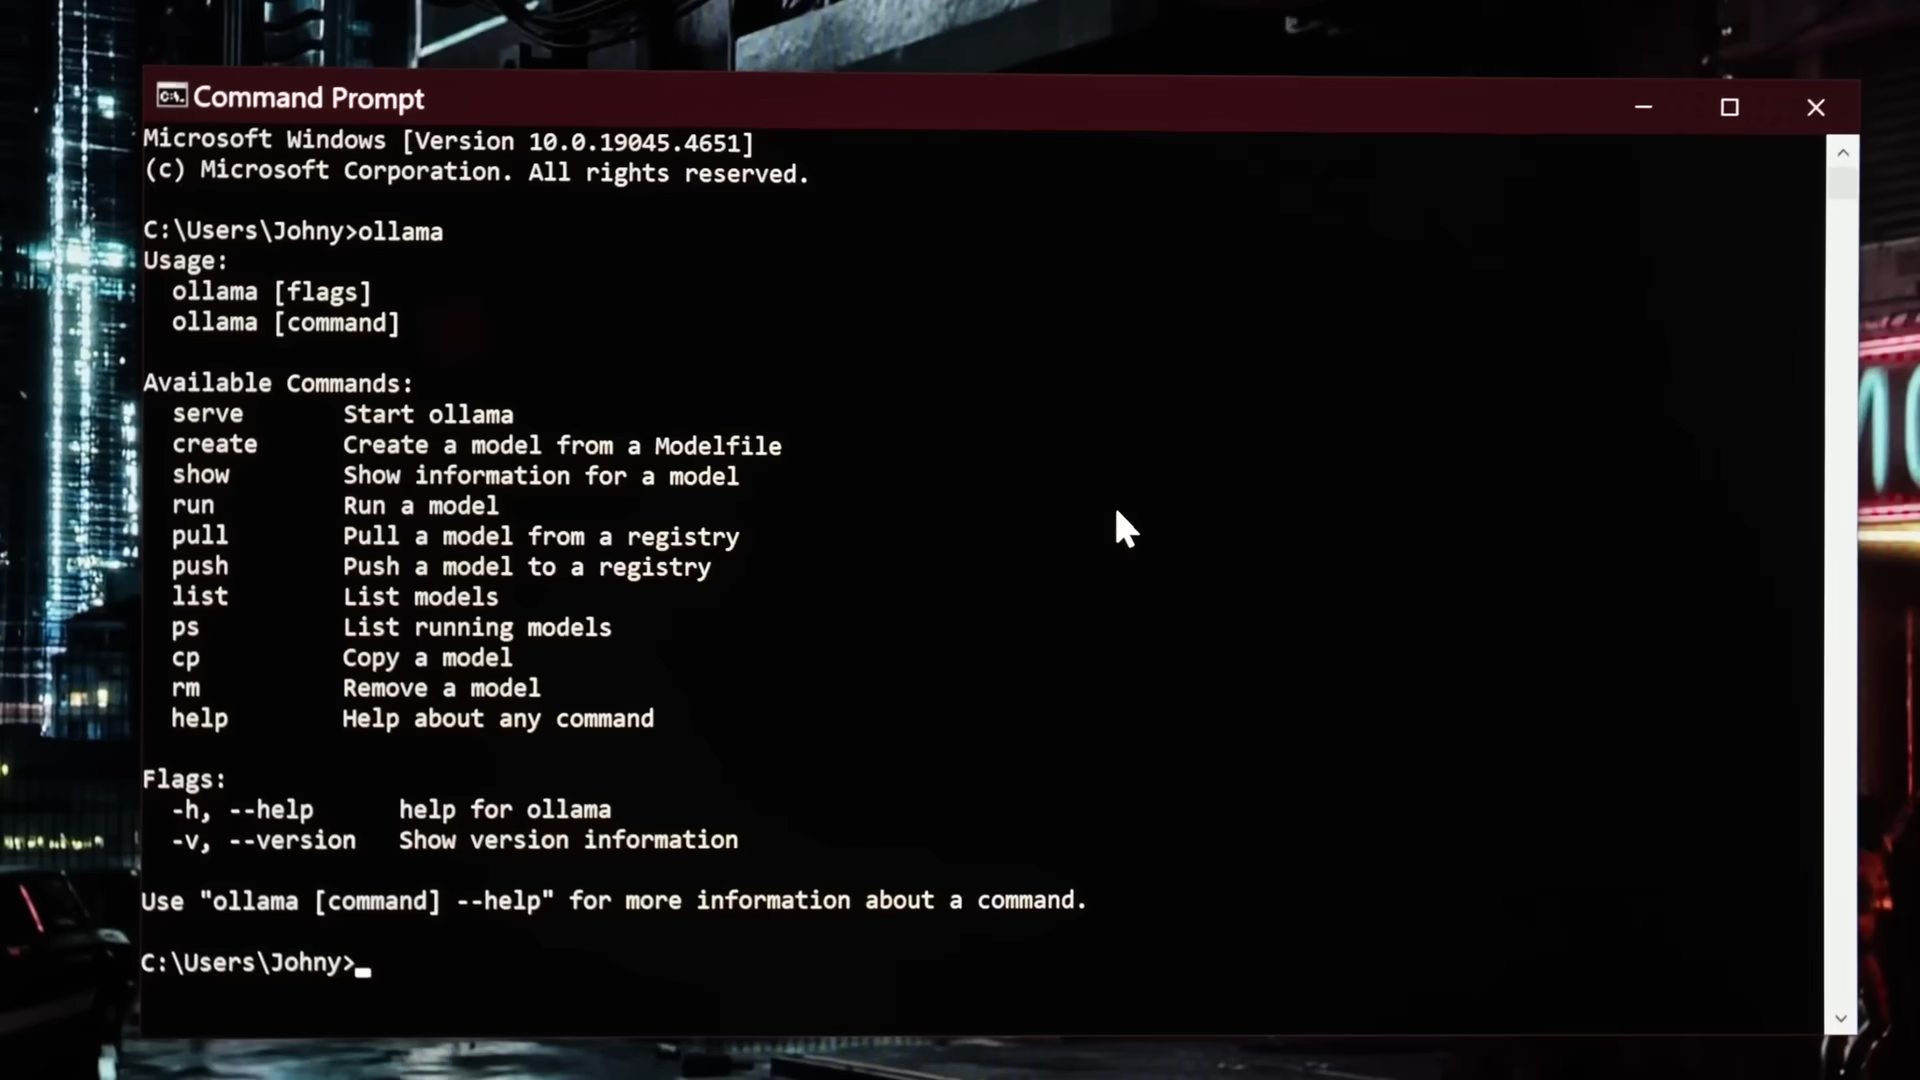 Command Prompt
Microsoft Windows [Version 10.0.19045.4651]
(c) Microsoft Corporation. All rights reserved.
C:\Users\Johny>ollama
Usage:
  ollama [flags]
  ollama [command]
Available Commands:
  serve       Start ollama
  create      Create a model from a Modelfile
  show        Show information for a model
  run         Run a model
  pull        Pull a model from a registry
  push        Push a model to a registry
  list        List models
  ps          List running models
  cp          Copy a model
  rm          Remove a model
  help        Help about any command
Flags:
  -h, --help      help for ollama
  -v, --version   Show version information
Use "ollama [command] --help" for more information about a command.
C:\Users\Johny>